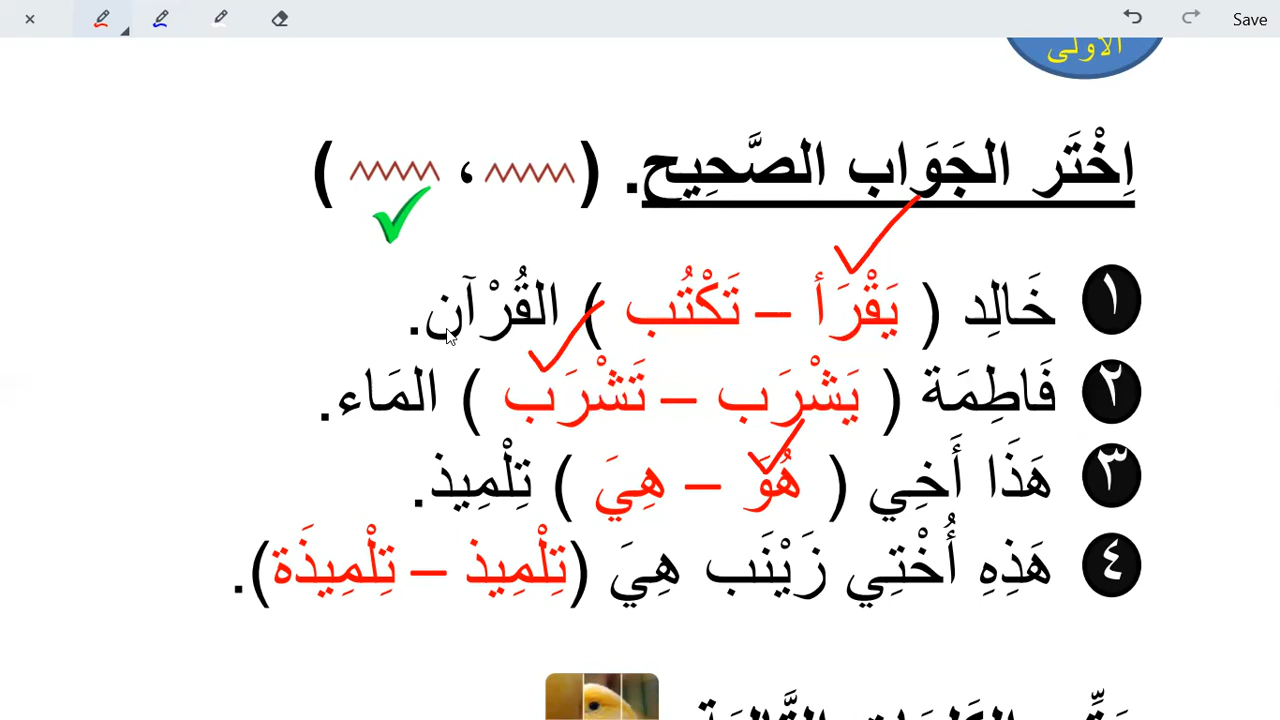 Save
الأولى
اِخْتَر الجَوَاب الصَّحِيح. ( ، )
١ خَالِد ( يَقْرَأ – تَكْتُب ) القُرْآن.
٢ فَاطِمَة ( يَشْرَب – تَشْرَب ) المَاء.
٣ هَذَا أَخِي ( هُوَ – هِيَ ) تِلْمِيذ.
٤ هَذِهِ أُخْتِي زَيْنَب هِيَ (تِلْمِيذ – تِلْمِيذَة).